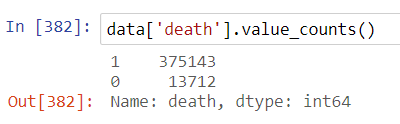 In [382]: data['death'].value_counts()
1    375143
0     13712
Out[382]: Name: death, dtype: int64